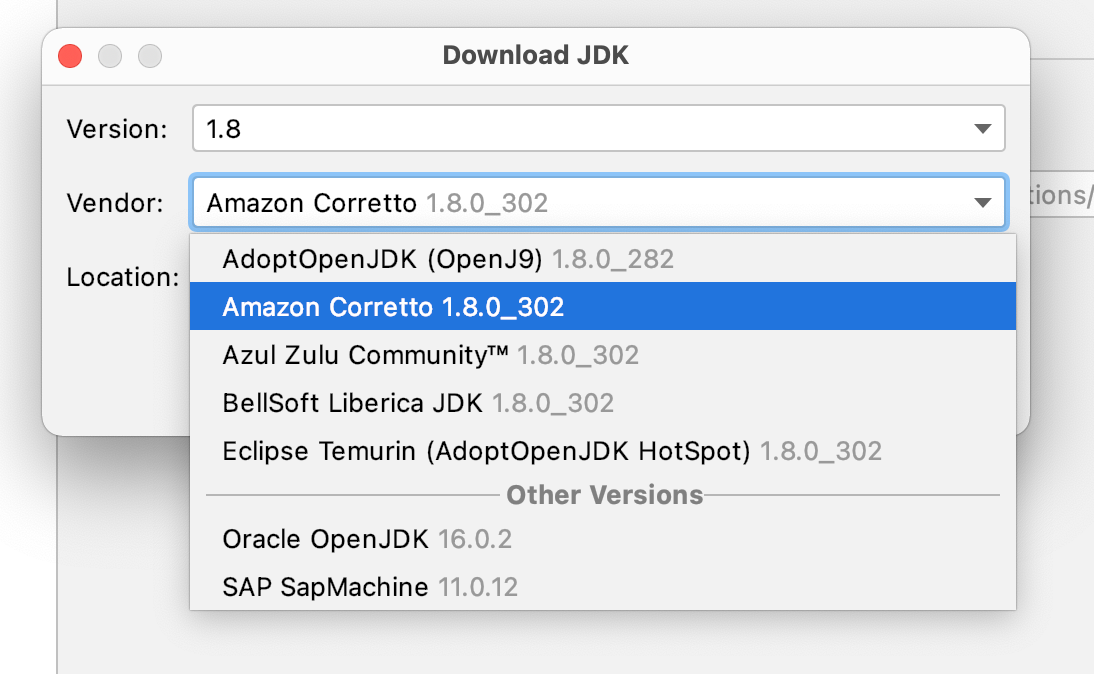 Download JDK
Version: 1.8
Vendor: Amazon Corretto 1.8.0_302
tions/
AdoptOpenJDK (OpenJ9) 1.8.0_282
Location:
Amazon Corretto 1.8.0_302
Azul Zulu Community™ 1.8.0_302
BellSoft Liberica JDK 1.8.0_302
Eclipse Temurin (AdoptOpenJDK HotSpot) 1.8.0_302
Other Versions
Oracle OpenJDK 16.0.2
SAP SapMachine 11.0.12